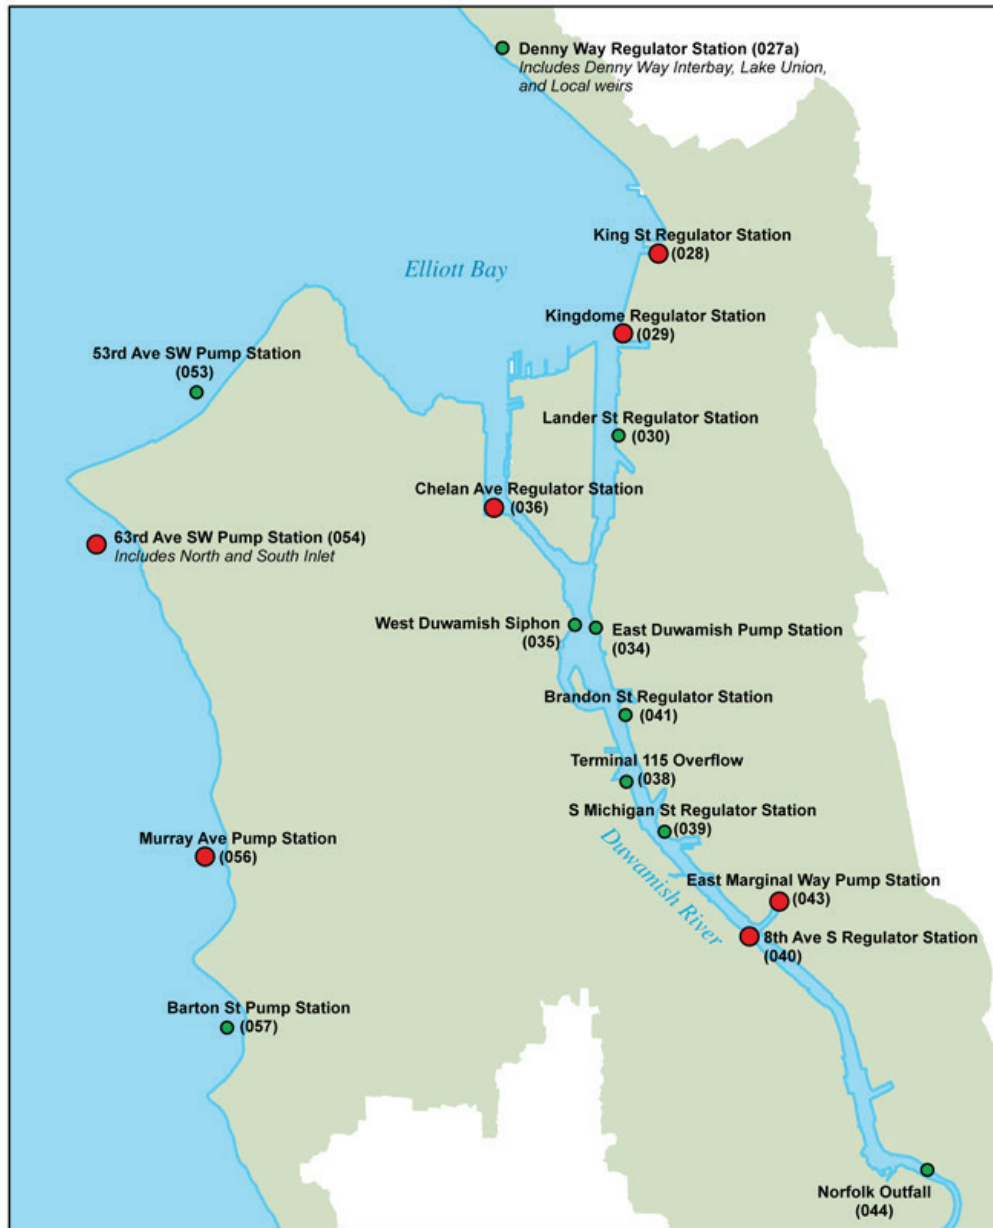 Denny Way Regulator Station (027a)
Includes Denny Way Interbay, Lake Union,
and Local weirs
King St Regulator Station
(028)
Elliott Bay
Kingdome Regulator Station
(029)
53rd Ave SW Pump Station
(053)
Lander St Regulator Station
(030)
Chelan Ave Regulator Station
(036)
63rd Ave SW Pump Station (054)
Includes North and South Inlet
West Duwamish Siphon
(035)
East Duwamish Pump Station
(034)
Brandon St Regulator Station
(041)
Terminal 115 Overflow
(038)
S Michigan St Regulator Station
(039)
Murray Ave Pump Station
(056)
Duwamish River
East Marginal Way Pump Station
(043)
8th Ave S Regulator Station
(040)
Barton St Pump Station
(057)
Norfolk Outfall
(044)